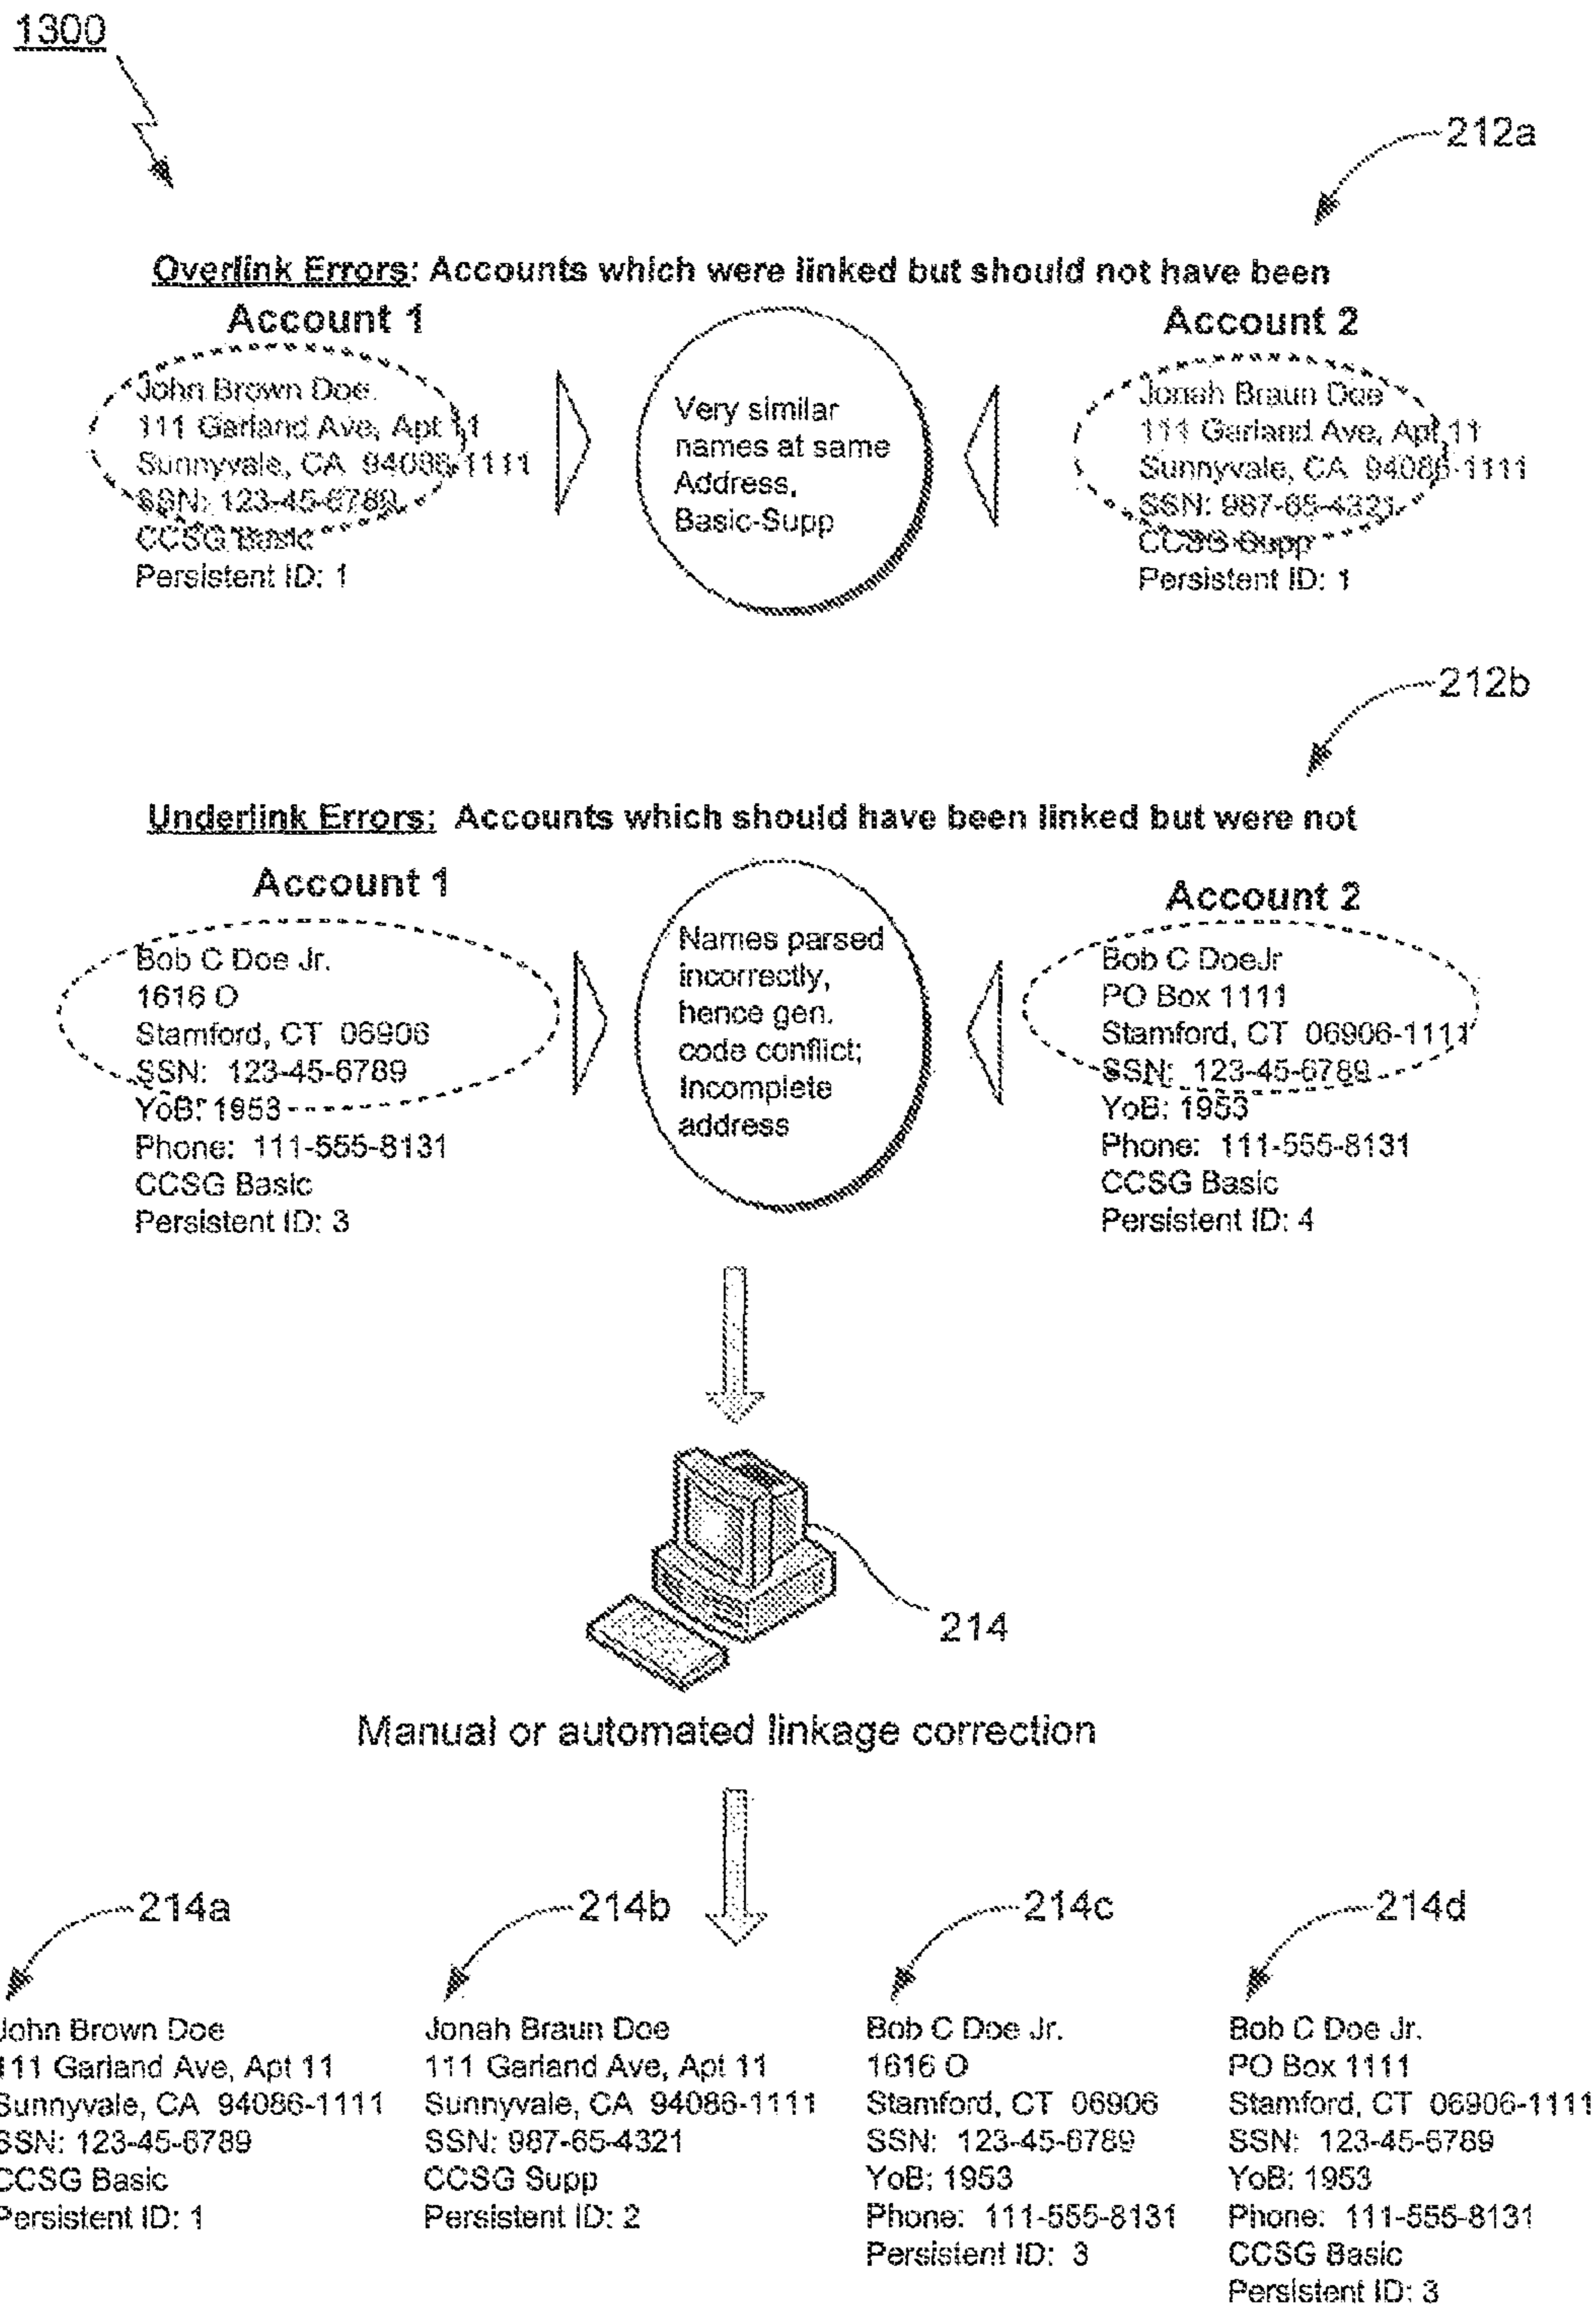 1300
212a
Overlink Errors: Accounts which were linked but should not have been
Account 1
John Brown Doe
111 Garland Ave, Apt 11
Sunnyvale, CA 94086-1111
SSN: 123-45-6789
CCSG Basic
Persistent ID: 1
Very similar
names at same
Address,
Basic-Supp
Account 2
Jonah Braun Doe
111 Garland Ave, Apt 11
Sunnyvale, CA 94086-1111
SSN: 987-65-4321
CCSG Supp
Persistent ID: 1
212b
Underlink Errors: Accounts which should have been linked but were not
Account 1
Bob C Doe Jr.
1616 O
Stamford, CT 06906
SSN: 123-45-6789
YoB: 1953
Phone: 111-555-8131
CCSG Basic
Persistent ID: 3
Names parsed
incorrectly,
hence gen.
code conflict;
Incomplete
address
Account 2
Bob C DoeJr
PO Box 1111
Stamford, CT 06906-1111
SSN: 123-45-6789
YoB: 1953
Phone: 111-555-8131
CCSG Basic
Persistent ID: 4
214
Manual or automated linkage correction
214a
John Brown Doe
111 Garland Ave, Apt 11
Sunnyvale, CA 94086-1111
SSN: 123-45-6789
CCSG Basic
Persistent ID: 1
214b
Jonah Braun Doe
111 Garland Ave, Apt 11
Sunnyvale, CA 94086-1111
SSN: 987-65-4321
CCSG Supp
Persistent ID: 2
214c
Bob C Doe Jr.
1616 O
Stamford, CT 06906
SSN: 123-45-6789
YoB: 1953
Phone: 111-555-8131
Persistent ID: 3
214d
Bob C Doe Jr.
PO Box 1111
Stamford, CT 06906-1111
SSN: 123-45-6789
YoB: 1953
Phone: 111-555-8131
CCSG Basic
Persistent ID: 3